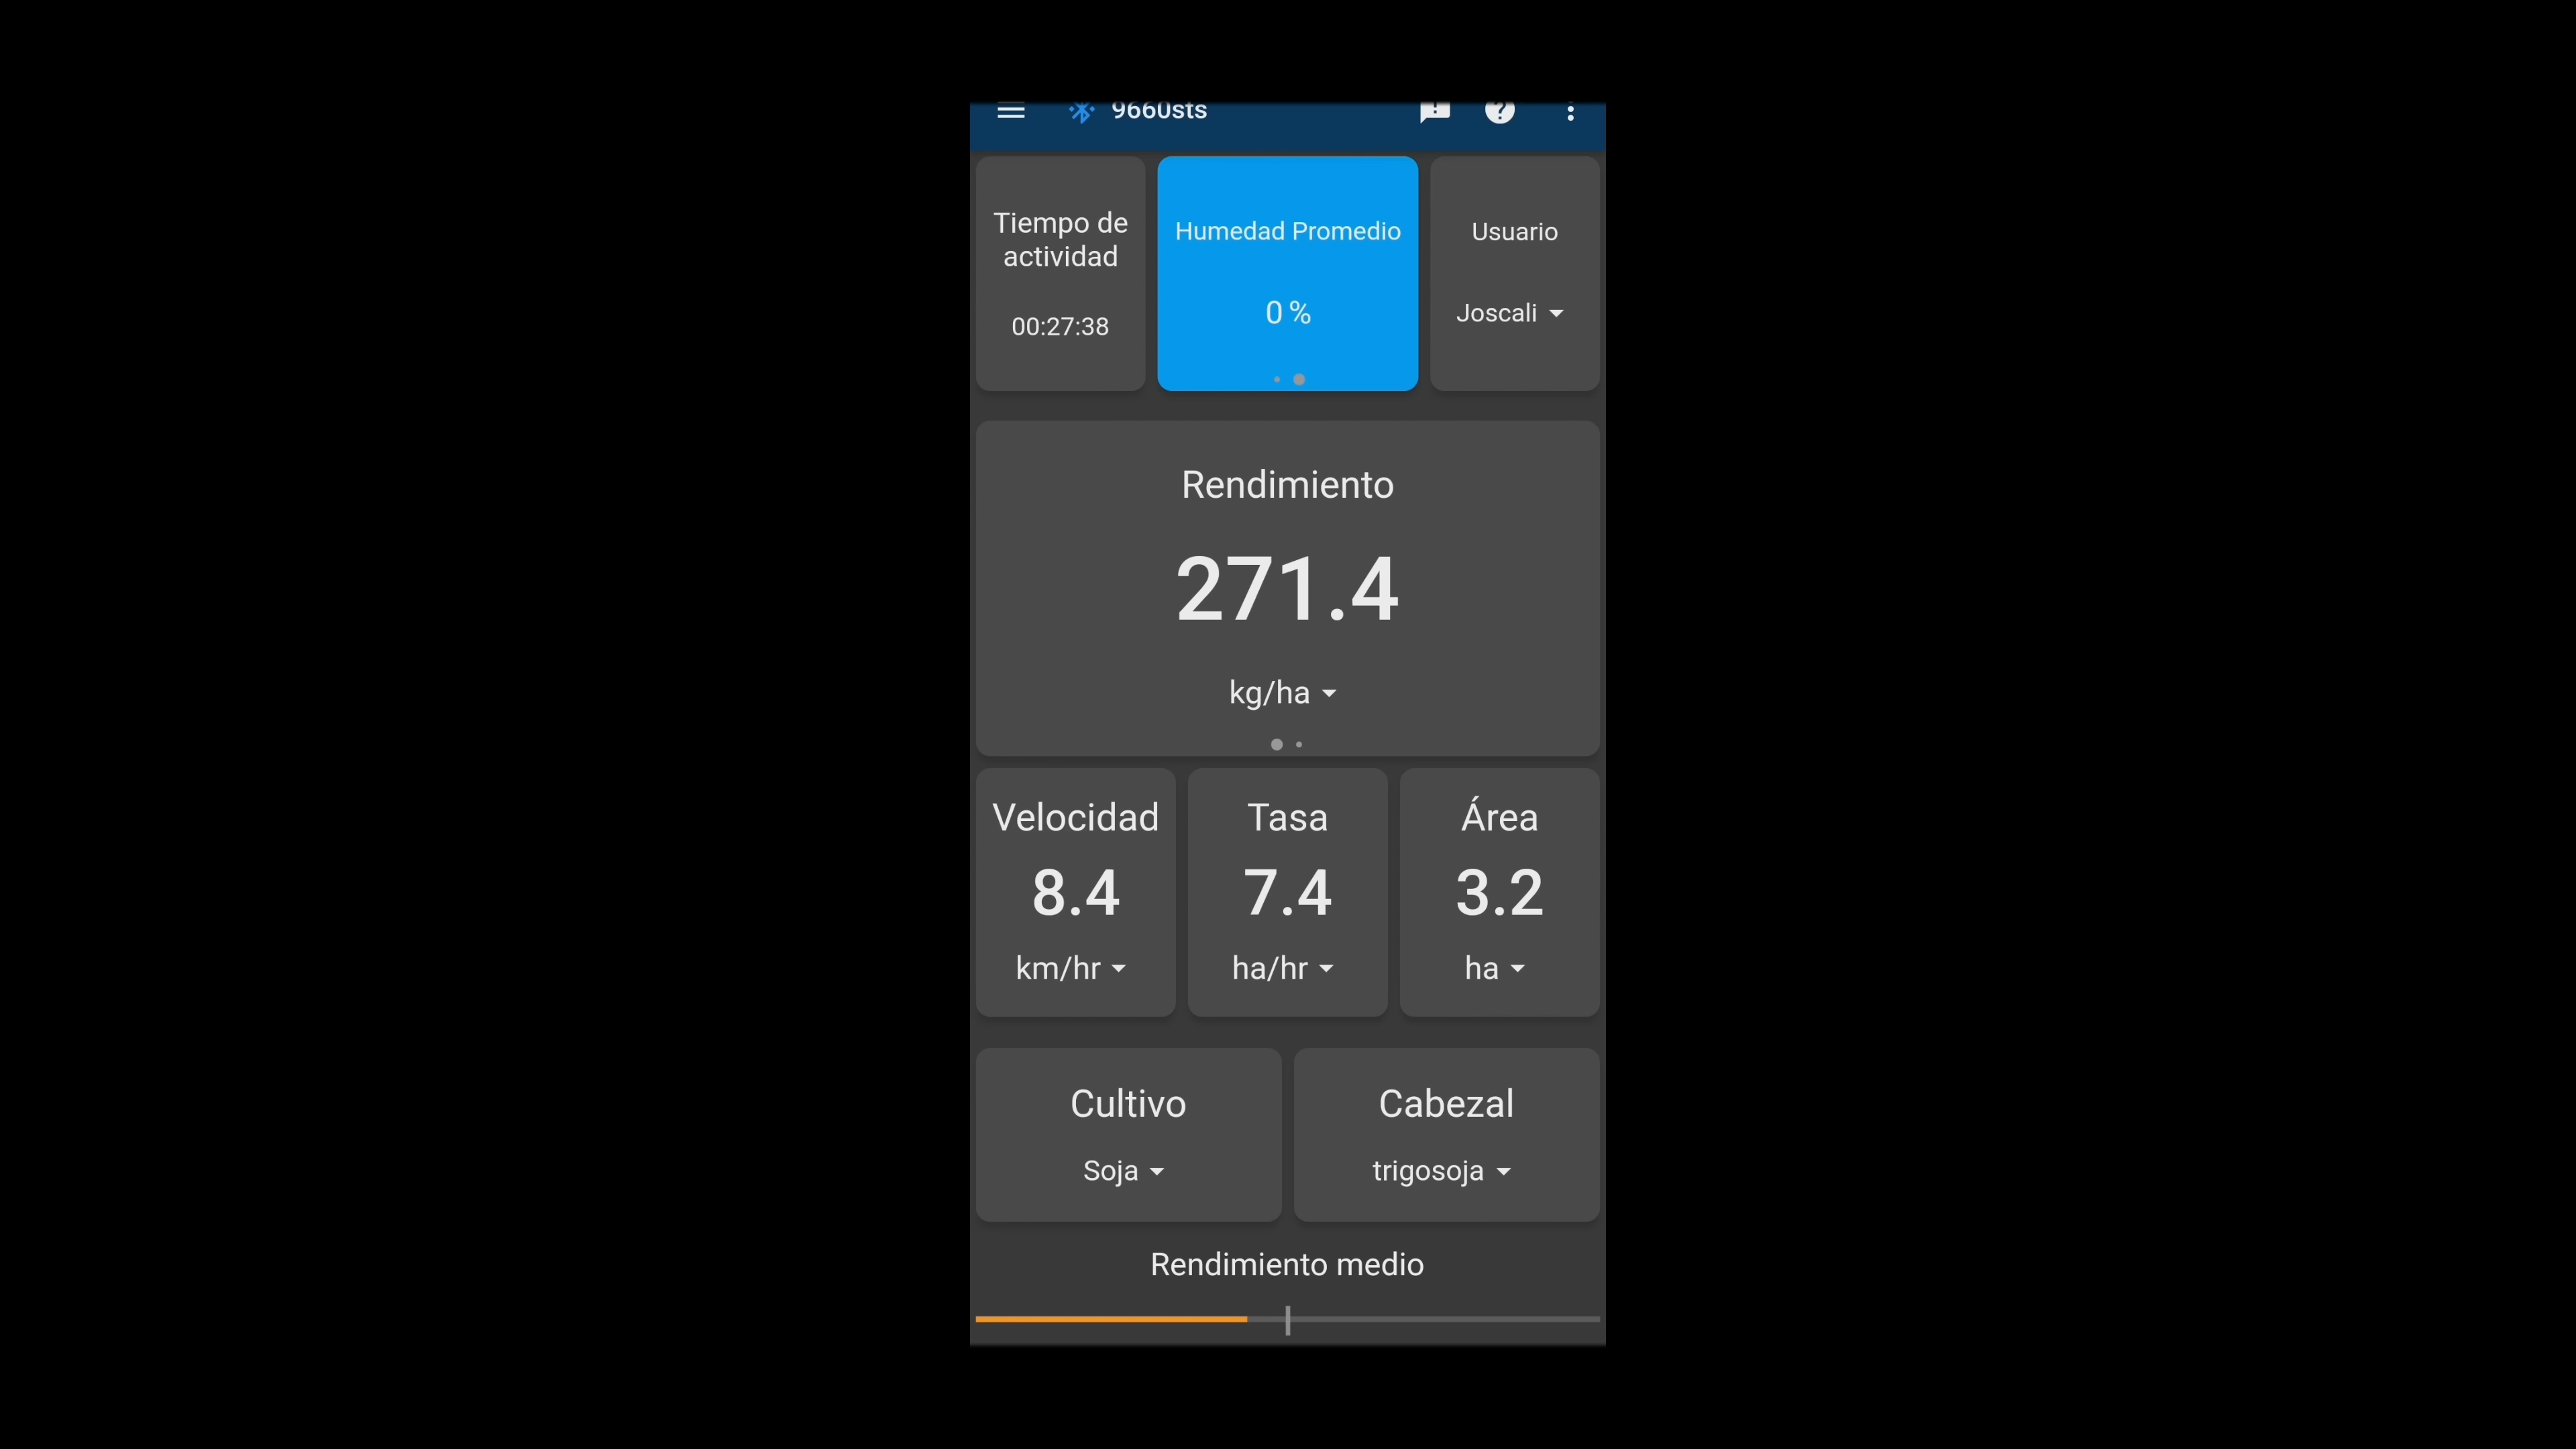 9660sts
Tiempo de
actividad
00:27:38
Humedad Promedio
0 %
Usuario
Joscali
Rendimiento
271.4
kg/ha
Velocidad
8.4
km/hr
Tasa
7.4
ha/hr
Área
3.2
ha
Cultivo
Soja
Cabezal
trigosoja
Rendimiento medio